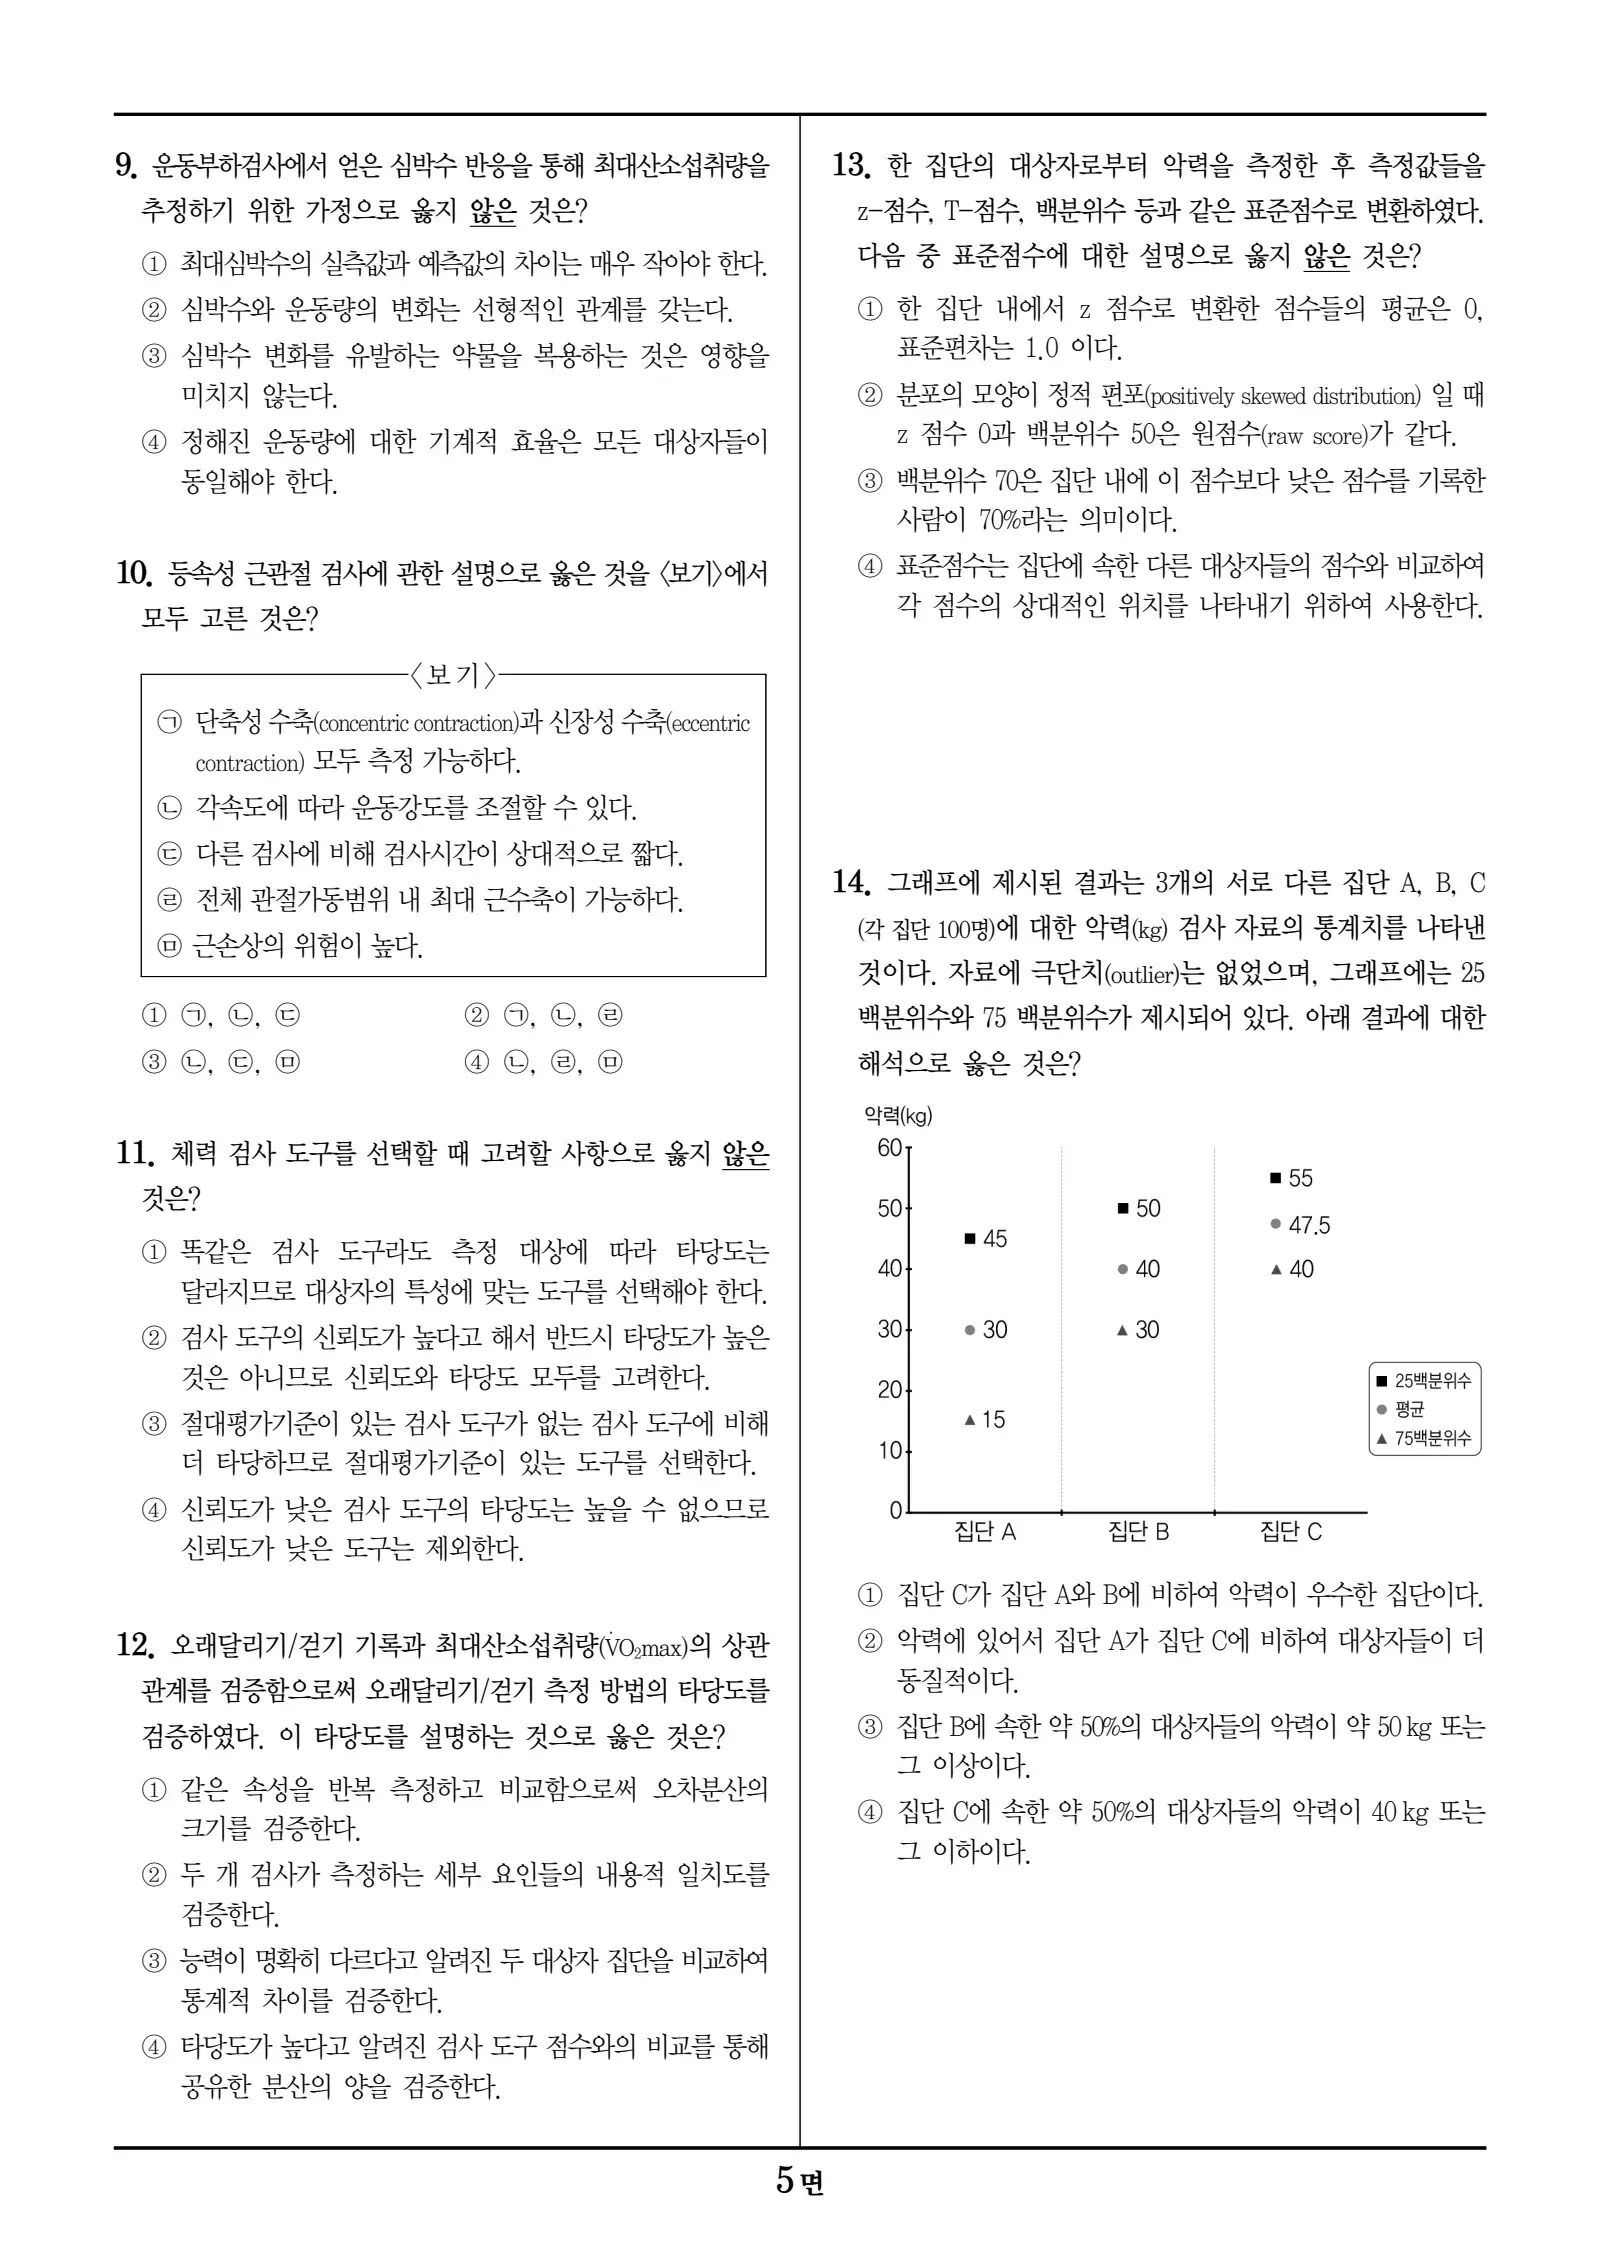 9. 운동부하검사에서 얻은 심박수 반응을 통해 최대산소섭취량을
추정하기 위한 가정으로 옳지 않은 것은?
① 최대심박수의 실측값과 예측값의 차이는 매우 작아야 한다.
② 심박수와 운동량의 변화는 선형적인 관계를 갖는다.
③ 심박수 변화를 유발하는 약물을 복용하는 것은 영향을
미치지 않는다.
④ 정해진 운동량에 대한 기계적 효율은 모든 대상자들이
동일해야 한다.
10. 등속성 근관절 검사에 관한 설명으로 옳은 것을 〈보기〉에서
모두 고른 것은?
〈보기〉
㉠ 단축성 수축(concentric contraction)과 신장성 수축(eccentric
contraction) 모두 측정 가능하다.
㉡ 각속도에 따라 운동강도를 조절할 수 있다.
㉢ 다른 검사에 비해 검사시간이 상대적으로 짧다.
㉣ 전체 관절가동범위 내 최대 근수축이 가능하다.
㉤ 근손상의 위험이 높다.
① ㉠, ㉡, ㉢ ② ㉠, ㉡, ㉣
③ ㉡, ㉢, ㉤ ④ ㉡, ㉣, ㉤
11. 체력 검사 도구를 선택할 때 고려할 사항으로 옳지 않은
것은?
① 똑같은 검사 도구라도 측정 대상에 따라 타당도는
달라지므로 대상자의 특성에 맞는 도구를 선택해야 한다.
② 검사 도구의 신뢰도가 높다고 해서 반드시 타당도가 높은
것은 아니므로 신뢰도와 타당도 모두를 고려한다.
③ 절대평가기준이 있는 검사 도구가 없는 검사 도구에 비해
더 타당하므로 절대평가기준이 있는 도구를 선택한다.
④ 신뢰도가 낮은 검사 도구의 타당도는 높을 수 없으므로
신뢰도가 낮은 도구는 제외한다.
12. 오래달리기/걷기 기록과 최대산소섭취량(V̇O₂max)의 상관
관계를 검증함으로써 오래달리기/걷기 측정 방법의 타당도를
검증하였다. 이 타당도를 설명하는 것으로 옳은 것은?
① 같은 속성을 반복 측정하고 비교함으로써 오차분산의
크기를 검증한다.
② 두 개 검사가 측정하는 세부 요인들의 내용적 일치도를
검증한다.
③ 능력이 명확히 다르다고 알려진 두 대상자 집단을 비교하여
통계적 차이를 검증한다.
④ 타당도가 높다고 알려진 검사 도구 점수와의 비교를 통해
공유한 분산의 양을 검증한다.
13. 한 집단의 대상자로부터 악력을 측정한 후 측정값들을
z-점수, T-점수, 백분위수 등과 같은 표준점수로 변환하였다.
다음 중 표준점수에 대한 설명으로 옳지 않은 것은?
① 한 집단 내에서 z 점수로 변환한 점수들의 평균은 0,
표준편차는 1.0 이다.
② 분포의 모양이 정적 편포(positively skewed distribution) 일 때
z 점수 0과 백분위수 50은 원점수(raw score)가 같다.
③ 백분위수 70은 집단 내에 이 점수보다 낮은 점수를 기록한
사람이 70%라는 의미이다.
④ 표준점수는 집단에 속한 다른 대상자들의 점수와 비교하여
각 점수의 상대적인 위치를 나타내기 위하여 사용한다.
14. 그래프에 제시된 결과는 3개의 서로 다른 집단 A, B, C
(각 집단 100명)에 대한 악력(kg) 검사 자료의 통계치를 나타낸
것이다. 자료에 극단치(outlier)는 없었으며, 그래프에는 25
백분위수와 75 백분위수가 제시되어 있다. 아래 결과에 대한
해석으로 옳은 것은?
악력(kg)
60
50
40
30
20
10
0
45
30
15
50
40
30
55
47.5
40
■ 25백분위수
● 평균
▲ 75백분위수
집단 A 집단 B 집단 C
① 집단 C가 집단 A와 B에 비하여 악력이 우수한 집단이다.
② 악력에 있어서 집단 A가 집단 C에 비하여 대상자들이 더
동질적이다.
③ 집단 B에 속한 약 50%의 대상자들의 악력이 약 50kg 또는
그 이상이다.
④ 집단 C에 속한 약 50%의 대상자들의 악력이 40kg 또는
그 이하이다.
5면